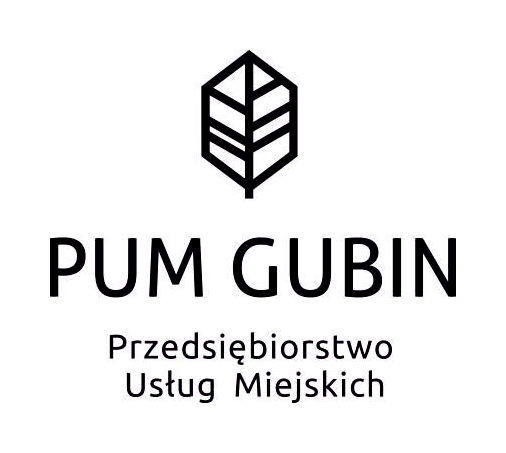 PUM GUBIN
Przedsiębiorstwo
Usług Miejskich